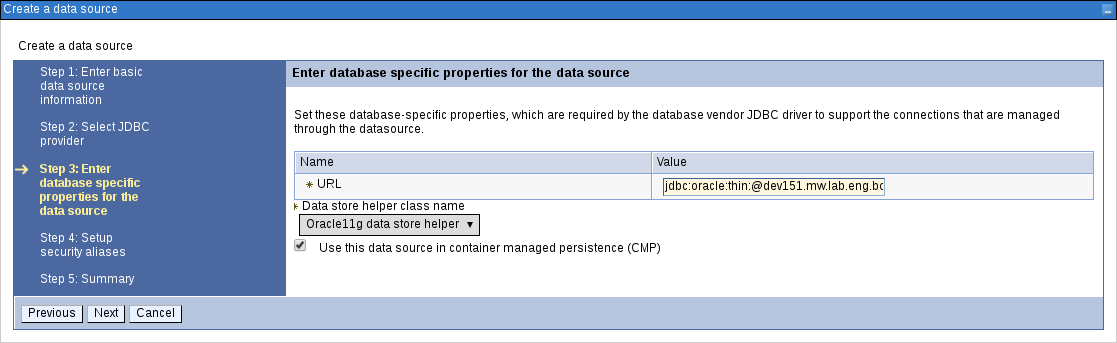 Create a data source
Create a data source
Step 1: Enter basic
data source
information
Step 2: Select JDBC
provider
Step 3: Enter
database specific
properties for the
data source
Step 4: Setup
security aliases
Step 5: Summary
Enter database specific properties for the data source
Set these database-specific properties, which are required by the database vendor JDBC driver to support the connections that are managed
through the datasource.
Name Value
* URL jdbc:oracle:thin:@dev151.mw.lab.eng.bo
Data store helper class name
Oracle11g data store helper
Use this data source in container managed persistence (CMP)
Previous Next Cancel